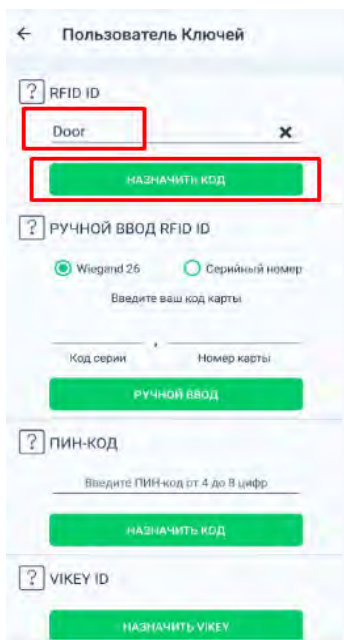 ← Пользователь Ключей
? RFID ID
Door ✖
НАЗНАЧИТЬ КОД
? РУЧНОЙ ВВОД RFID ID
Wiegand 26 Серийный номер
Введите ваш код карты
,
Код серии Номер карты
РУЧНОЙ ВВОД
? ПИН-КОД
Введите ПИН-код от 4 до 8 цифр
НАЗНАЧИТЬ КОД
? VIKEY ID
НАЗНАЧИТЬ VIKEY